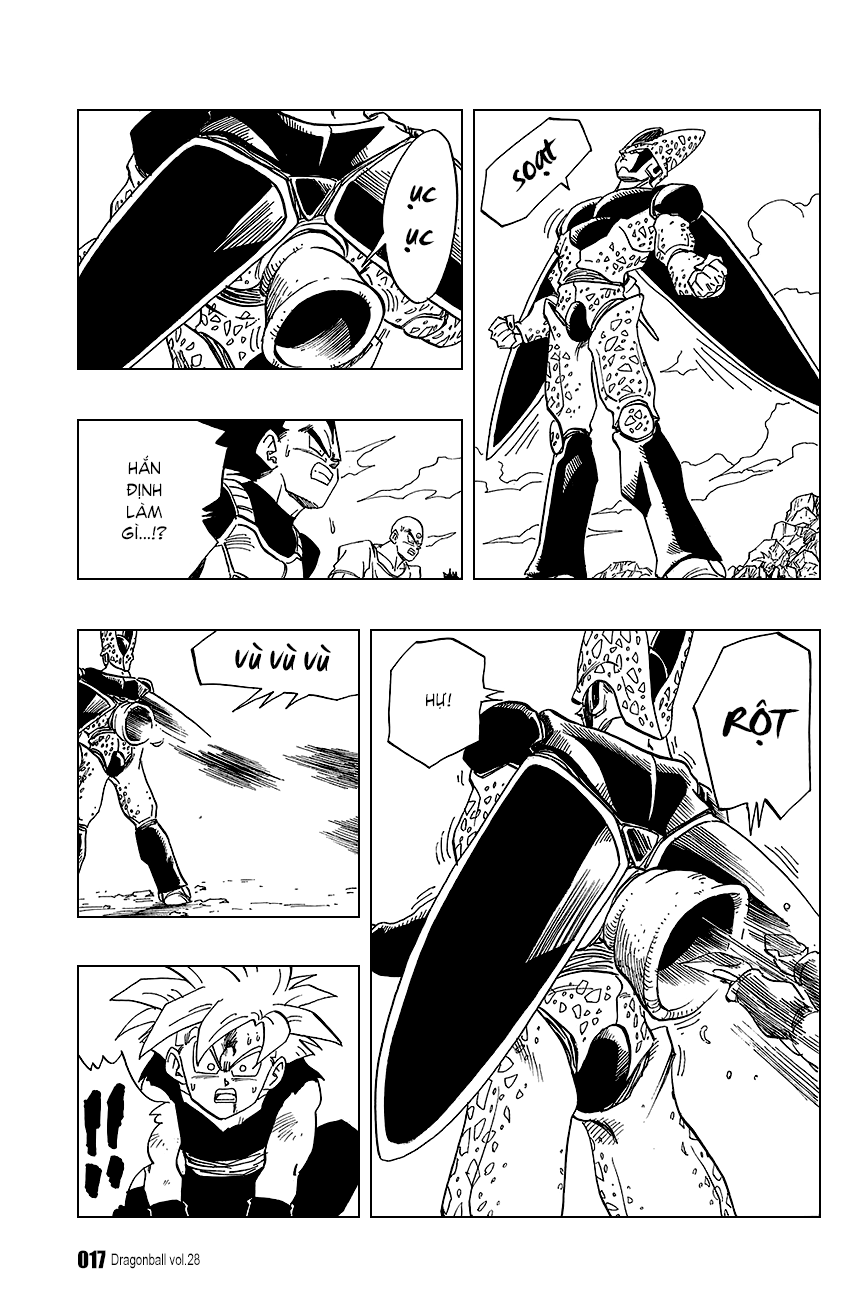 soạt
ục
ục
HẮN
ĐỊNH
LÀM
GÌ...!?
RỘT
HỰ!
vù vù vù
!!
017 Dragonball vol.28